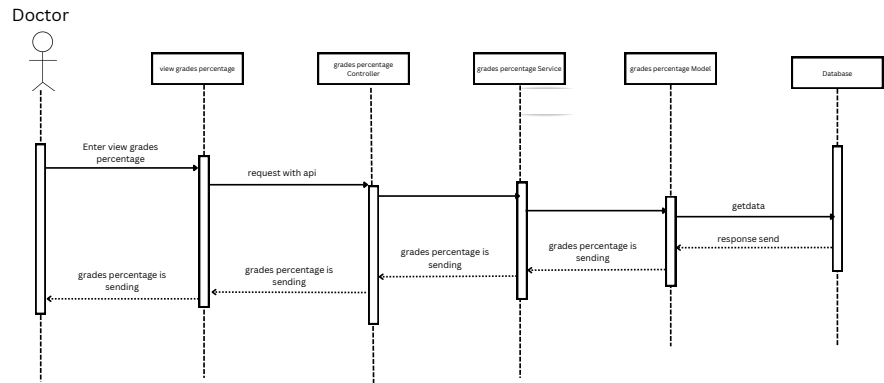 Doctor
view grades percentage
grades percentage
Controller
grades percentage Service
grades percentage Model
Database
Enter view grades
percentage
request with api
getdata
response send
grades percentage is
sending
grades percentage is
sending
grades percentage is
sending
grades percentage is
sending